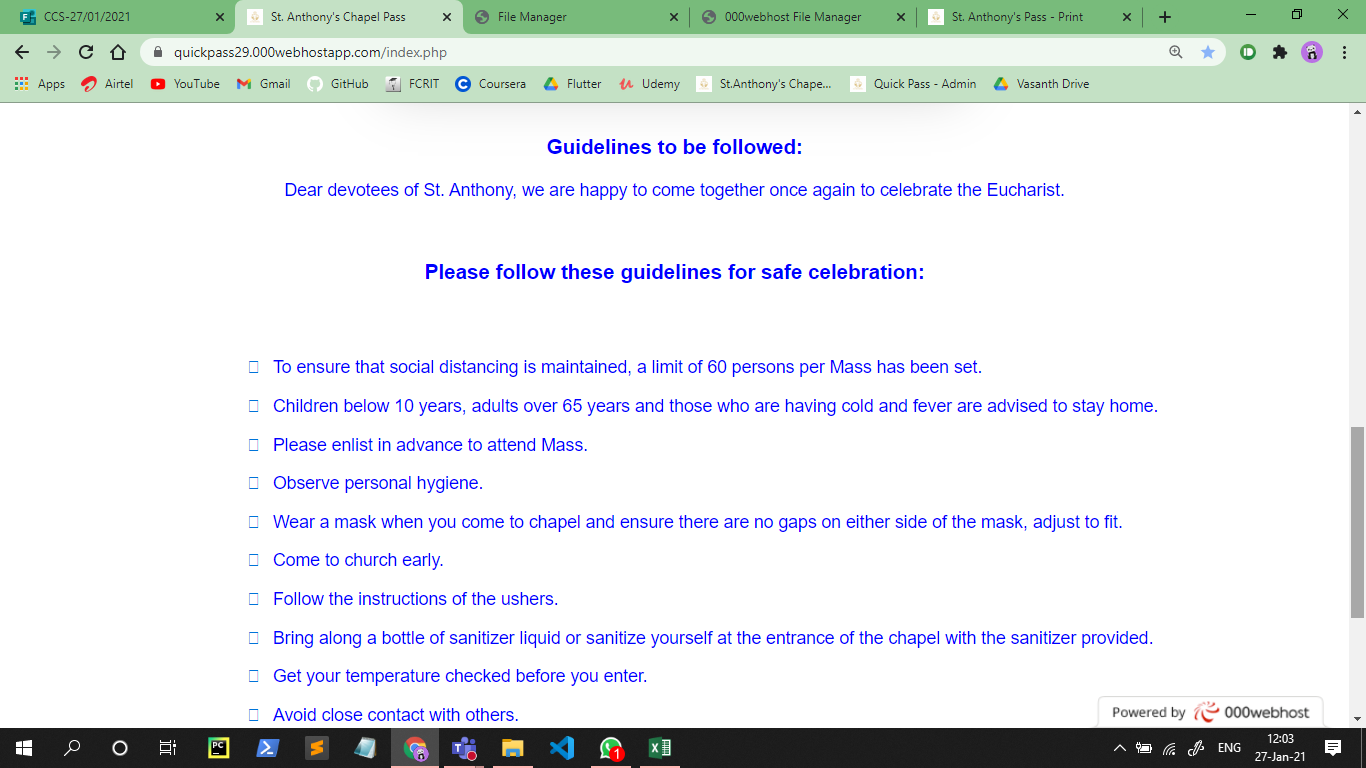 CCS-27/01/2021
St. Anthony's Chapel Pass
File Manager
000webhost File Manager
St. Anthony's Pass - Print
quickpass29.000webhostapp.com/index.php
Apps
Airtel
YouTube
Gmail
GitHub
FCRIT
Coursera
Flutter
Udemy
St.Anthony's Chape...
Quick Pass - Admin
Vasanth Drive
Guidelines to be followed:
Dear devotees of St. Anthony, we are happy to come together once again to celebrate the Eucharist.
Please follow these guidelines for safe celebration:
To ensure that social distancing is maintained, a limit of 60 persons per Mass has been set.
Children below 10 years, adults over 65 years and those who are having cold and fever are advised to stay home.
Please enlist in advance to attend Mass.
Observe personal hygiene.
Wear a mask when you come to chapel and ensure there are no gaps on either side of the mask, adjust to fit.
Come to church early.
Follow the instructions of the ushers.
Bring along a bottle of sanitizer liquid or sanitize yourself at the entrance of the chapel with the sanitizer provided.
Get your temperature checked before you enter.
Avoid close contact with others.
Powered by 000webhost
PC
1
ENG
12:03
27-Jan-21